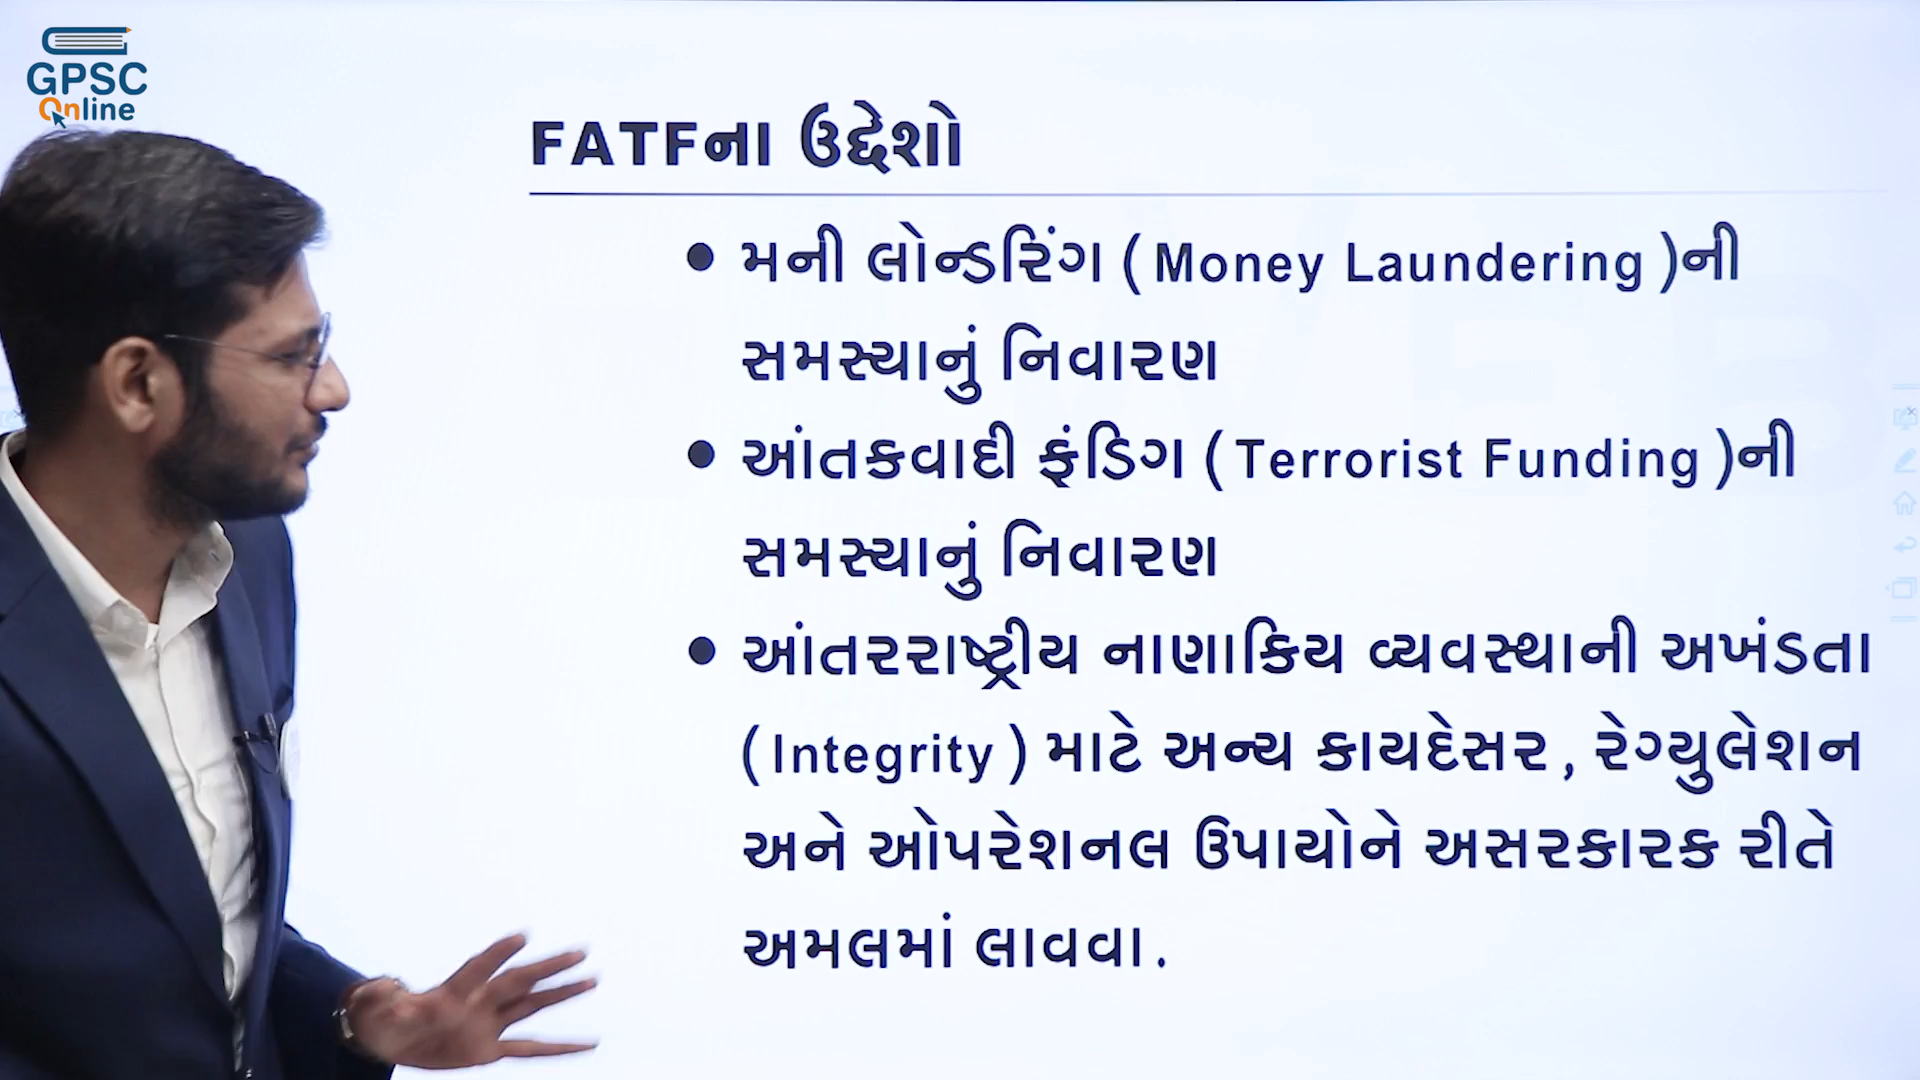 GPSC
Online
FATFના ઉદ્દેશો
• મની લોન્ડરિંગ ( Money Laundering )ની
સમસ્યાનું નિવારણ
• આંતકવાદી ફંડિગ ( Terrorist Funding )ની
સમસ્યાનું નિવારણ
• આંતરરાષ્ટ્રીય નાણાકિય વ્યવસ્થાની અખંડતા
( Integrity ) માટે અન્ય કાયદેસર , રેગ્યુલેશન
અને ઓપરેશનલ ઉપાયોને અસરકારક રીતે
અમલમાં લાવવા .